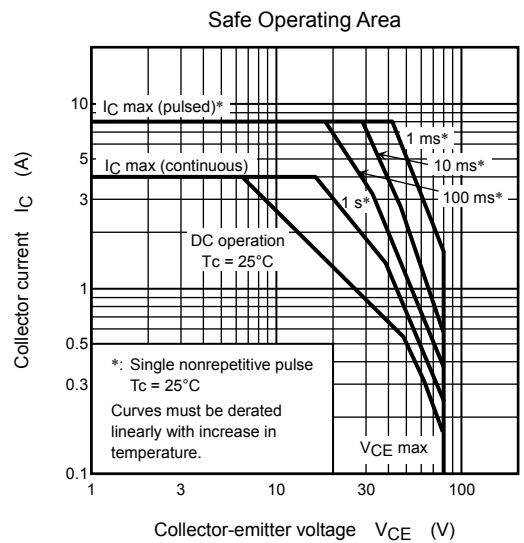 Safe Operating Area
10
5
3
1
0.5
0.3
0.1
Collector current IC (A)
IC max (pulsed)*
IC max (continuous)
DC operation
Tc = 25°C
1 ms*
10 ms*
100 ms*
1 s*
*: Single nonrepetitive pulse
Tc = 25°C
Curves must be derated
linearly with increase in
temperature.
VCE max
1
3
10
30
100
Collector-emitter voltage VCE (V)